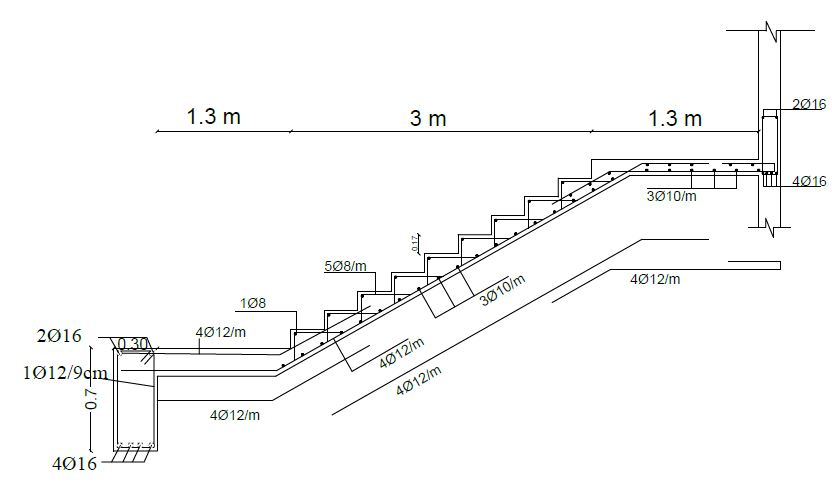 1.3 m
3 m
1.3 m
2Ø16
4Ø16
3Ø10/m
0.17
5Ø8/m
4Ø12/m
3Ø10/m
1Ø8
4Ø12/m
2Ø16
0.30
4Ø12/m
1Ø12/9cm
4Ø12/m
0.7
4Ø12/m
4Ø16